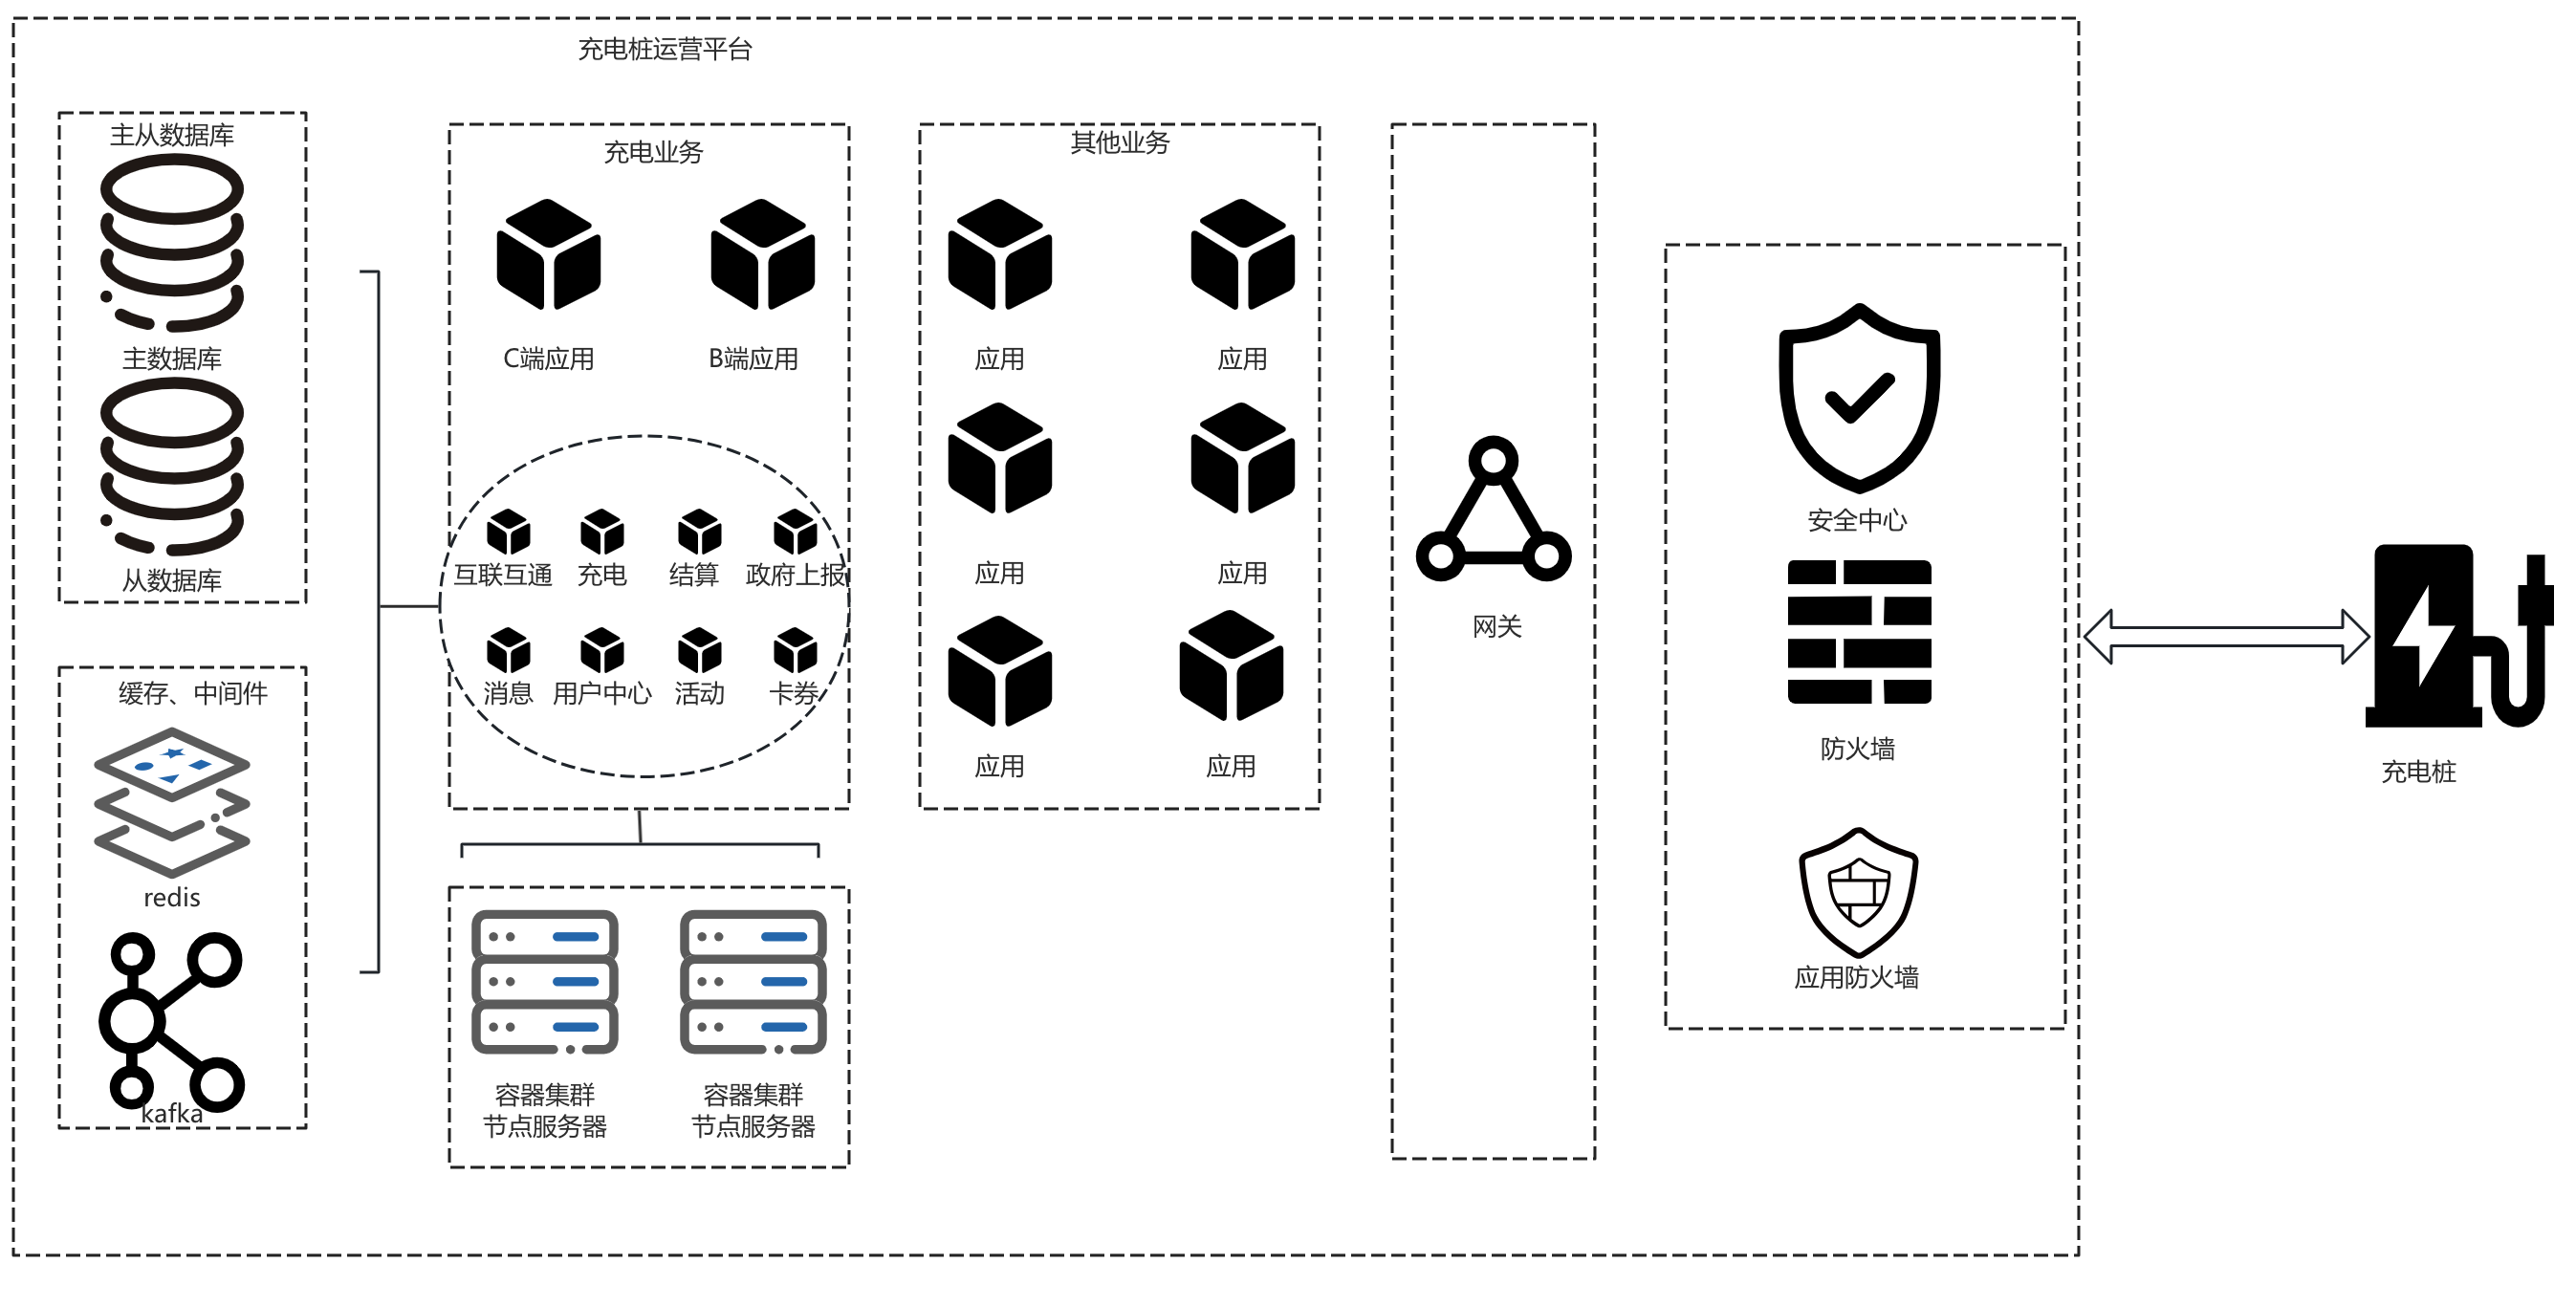 充电桩运营平台
主从数据库
主数据库
从数据库
缓存、中间件
redis
kafka
充电业务
C端应用
B端应用
互联互通
充电
结算
政府上报
消息
用户中心
活动
卡券
容器集群
节点服务器
容器集群
节点服务器
其他业务
应用
应用
应用
应用
应用
应用
网关
安全中心
防火墙
应用防火墙
充电桩